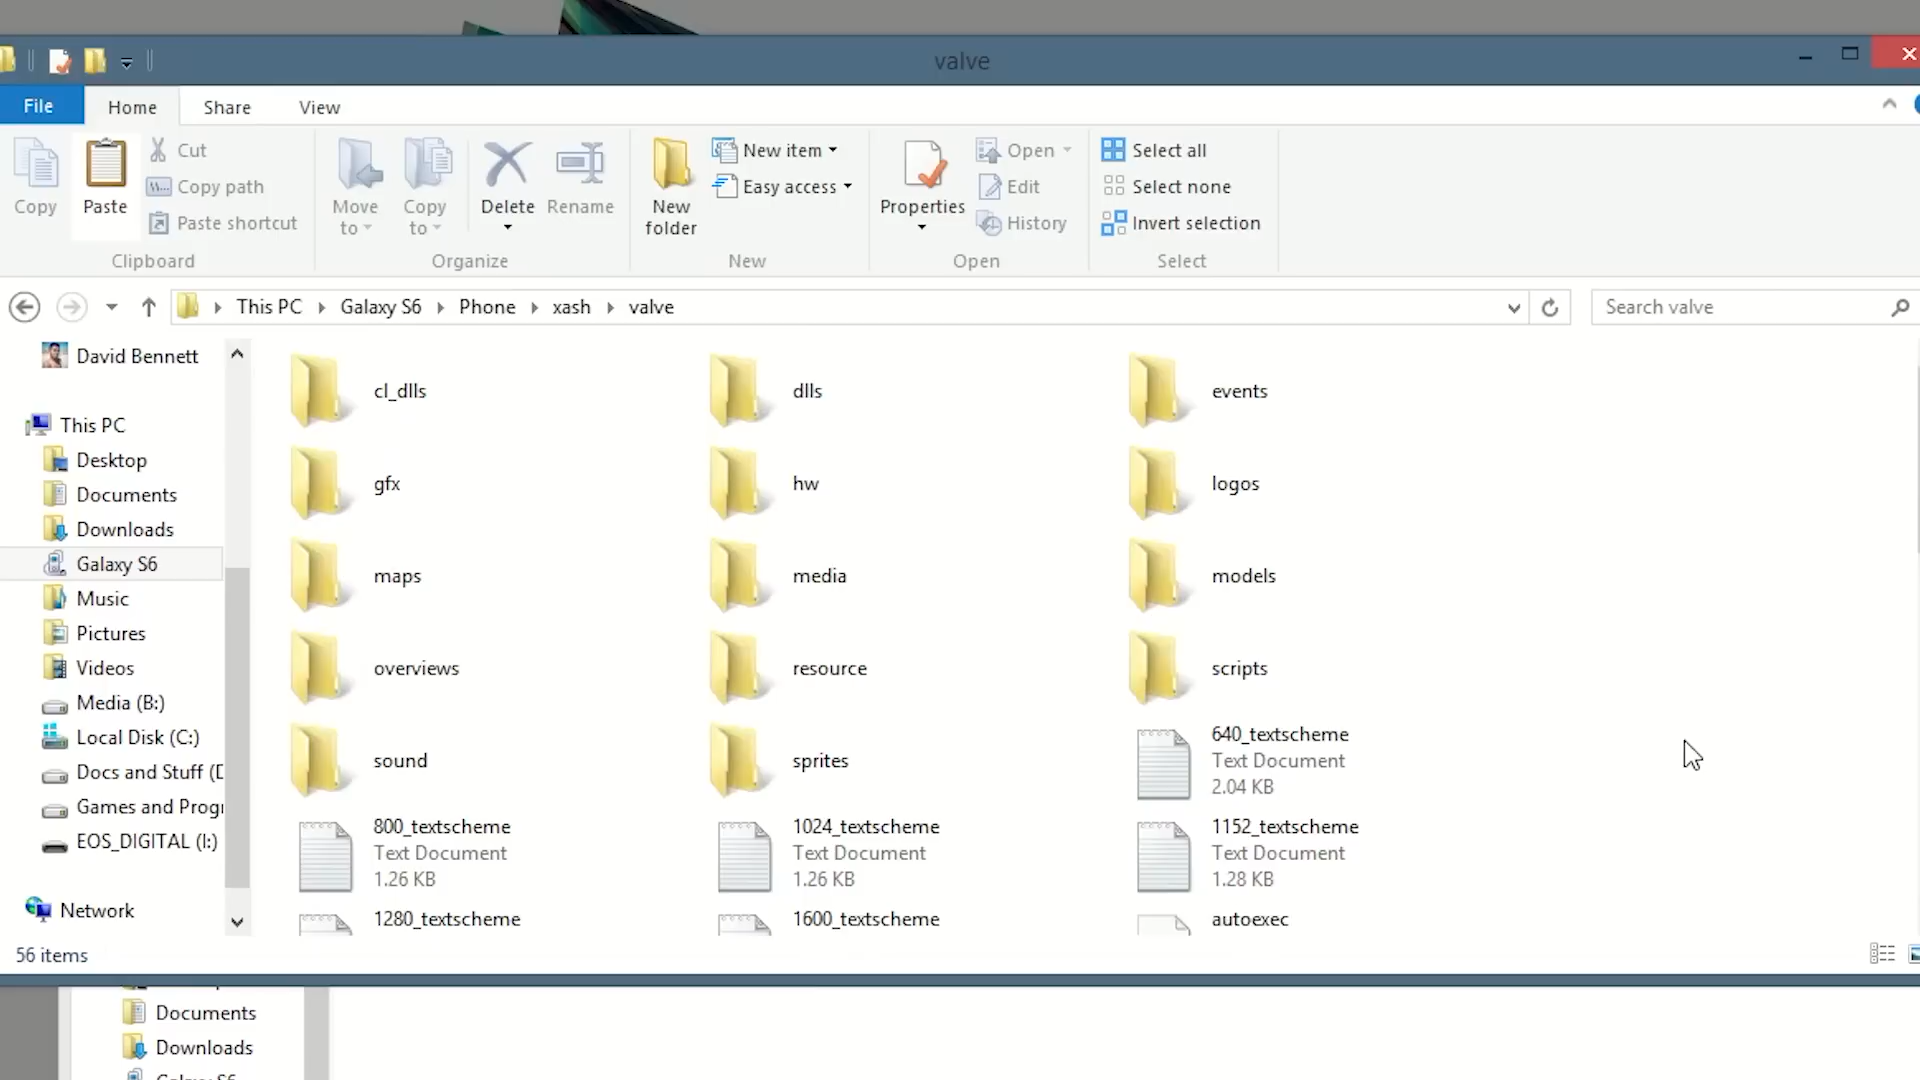 valve
File
Home
Share
View
Copy
Paste
Cut
Copy path
Paste shortcut
Clipboard
Move to
Copy to
Delete
Rename
Organize
New folder
New item
Easy access
New
Properties
Open
Edit
History
Open
Select all
Select none
Invert selection
Select
This PC
Galaxy S6
Phone
xash
valve
Search valve
David Bennett
This PC
Desktop
Documents
Downloads
Galaxy S6
Music
Pictures
Videos
Media (B:)
Local Disk (C:)
Docs and Stuff (
Games and Progr
EOS_DIGITAL (I:)
Network
cl_dlls
dlls
events
gfx
hw
logos
maps
media
models
overviews
resource
scripts
sound
sprites
640_textscheme
Text Document
2.04 KB
800_textscheme
Text Document
1.26 KB
1024_textscheme
Text Document
1.26 KB
1152_textscheme
Text Document
1.28 KB
1280_textscheme
1600_textscheme
autoexec
56 items
Documents
Downloads
Galaxy S6